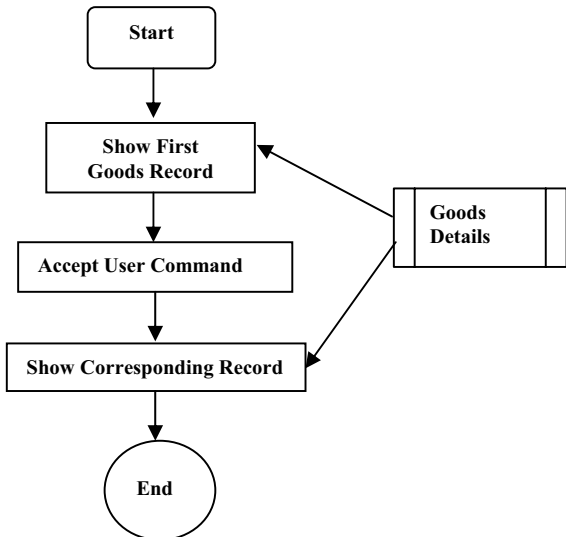 Start
Show First
Goods Record
Goods
Details
Accept User Command
Show Corresponding Record
End